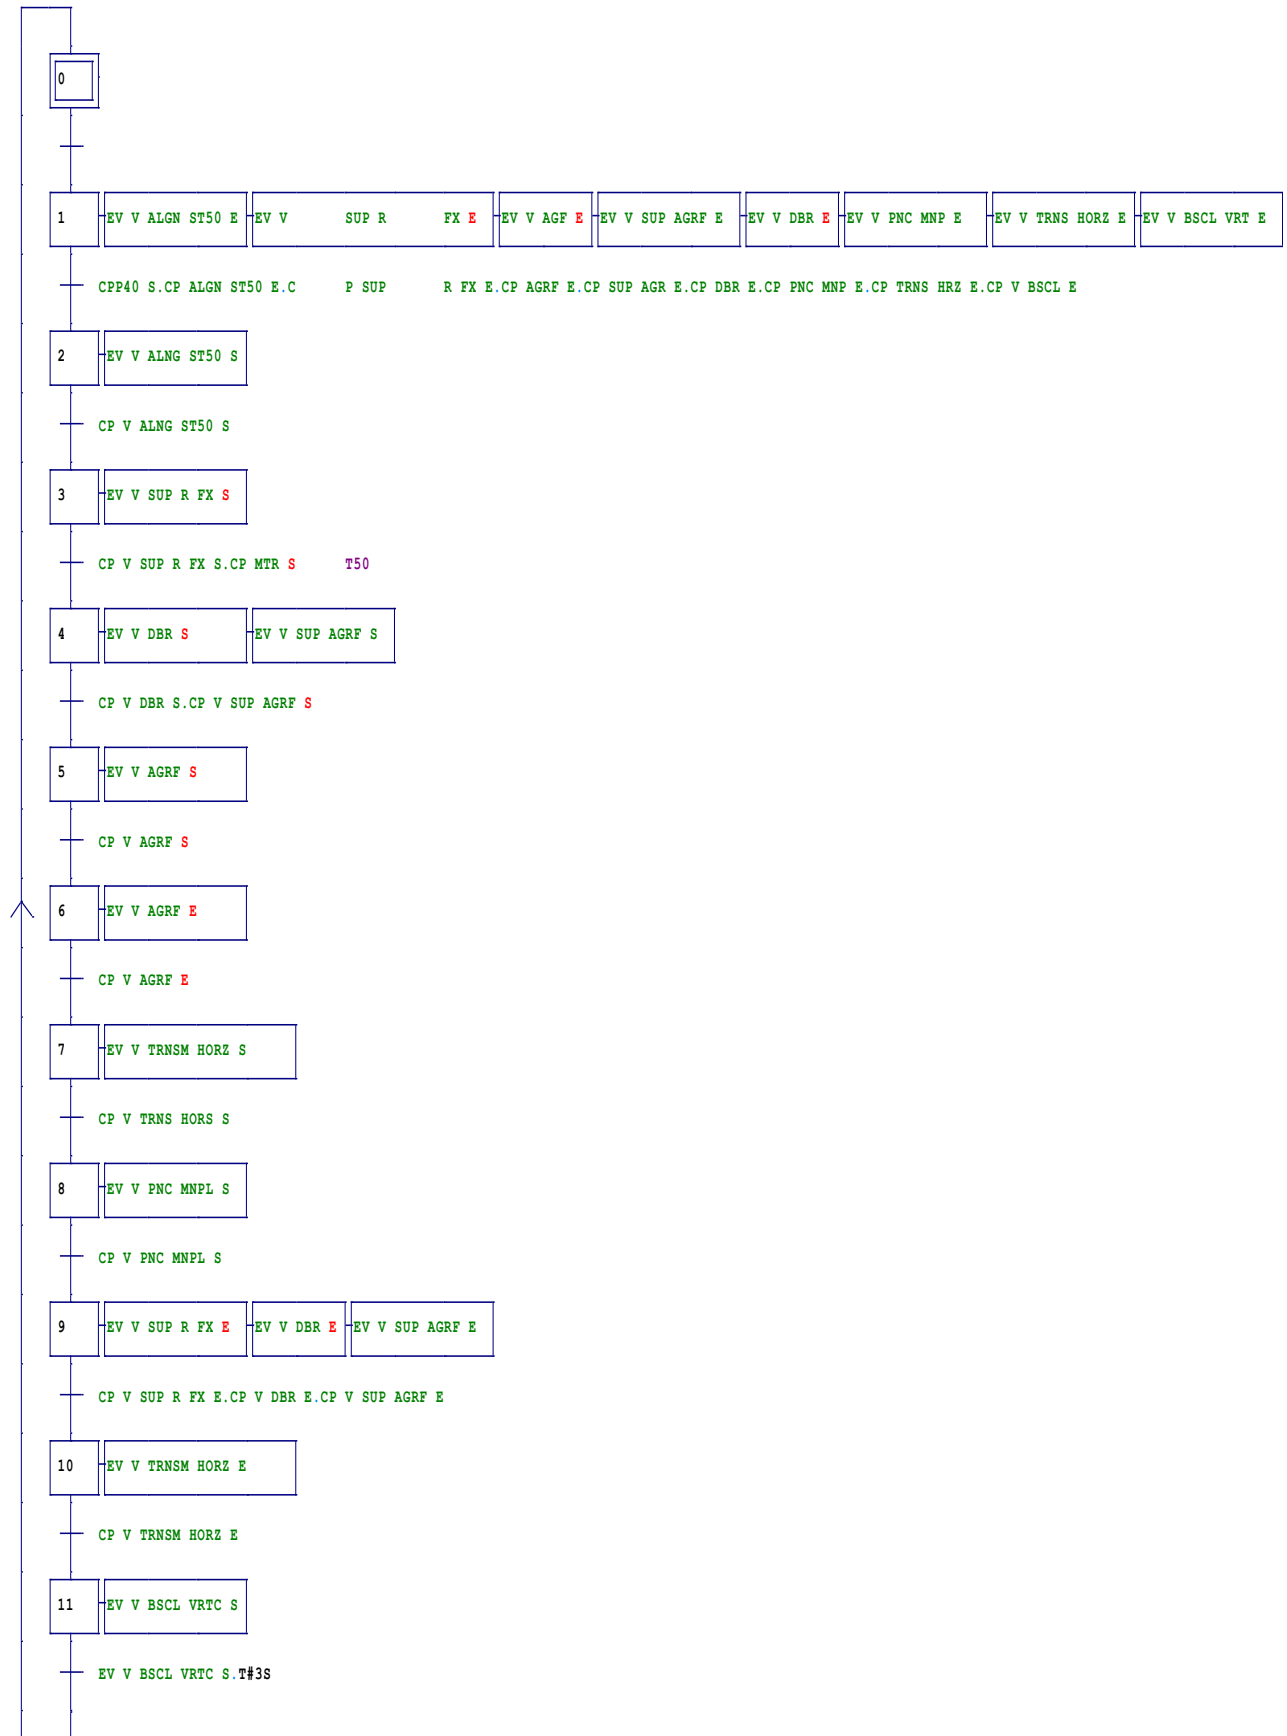 0
1 EV V ALGN ST50 E EV V SUP R FX E EV V AGF E EV V SUP AGRF E EV V DBR E EV V PNC MNP E EV V TRNS HORZ E EV V BSCL VRT E
CPP40 S.CP ALGN ST50 E.C P SUP R FX E.CP AGRF E.CP SUP AGR E.CP DBR E.CP PNC MNP E.CP TRNS HRZ E.CP V BSCL E
2 EV V ALNG ST50 S
CP V ALNG ST50 S
3 EV V SUP R FX S
CP V SUP R FX S.CP MTR S T50
4 EV V DBR S EV V SUP AGRF S
CP V DBR S.CP V SUP AGRF S
5 EV V AGRF S
CP V AGRF S
6 EV V AGRF E
CP V AGRF E
7 EV V TRNSM HORZ S
CP V TRNS HORS S
8 EV V PNC MNPL S
CP V PNC MNPL S
9 EV V SUP R FX E EV V DBR E EV V SUP AGRF E
CP V SUP R FX E.CP V DBR E.CP V SUP AGRF E
10 EV V TRNSM HORZ E
CP V TRNSM HORZ E
11 EV V BSCL VRTC S
EV V BSCL VRTC S.T#3S